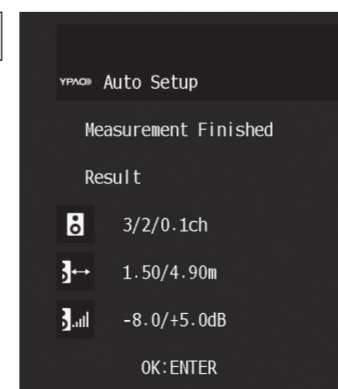 YPAO Auto Setup
Measurement Finished
Result
3/2/0.1ch
1.50/4.90m
-8.0/+5.0dB
OK:ENTER